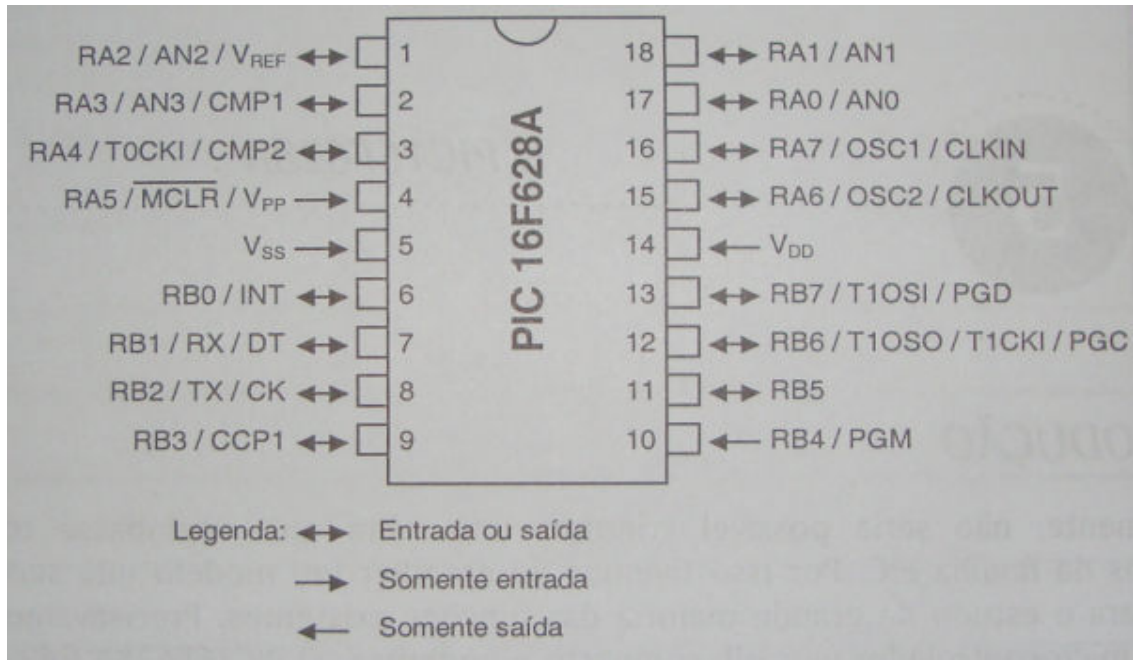 RA2 / AN2 / VREF 1 18 RA1 / AN1
RA3 / AN3 / CMP1 2 17 RA0 / AN0
RA4 / T0CKI / CMP2 3 16 RA7 / OSC1 / CLKIN
RA5 / MCLR / VPP 4 15 RA6 / OSC2 / CLKOUT
VSS 5 14 VDD
RB0 / INT 6 13 RB7 / T1OSI / PGD
RB1 / RX / DT 7 12 RB6 / T1OSO / T1CKI / PGC
RB2 / TX / CK 8 11 RB5
RB3 / CCP1 9 10 RB4 / PGM
PIC 16F628A
Legenda: Entrada ou saída
Somente entrada
Somente saída